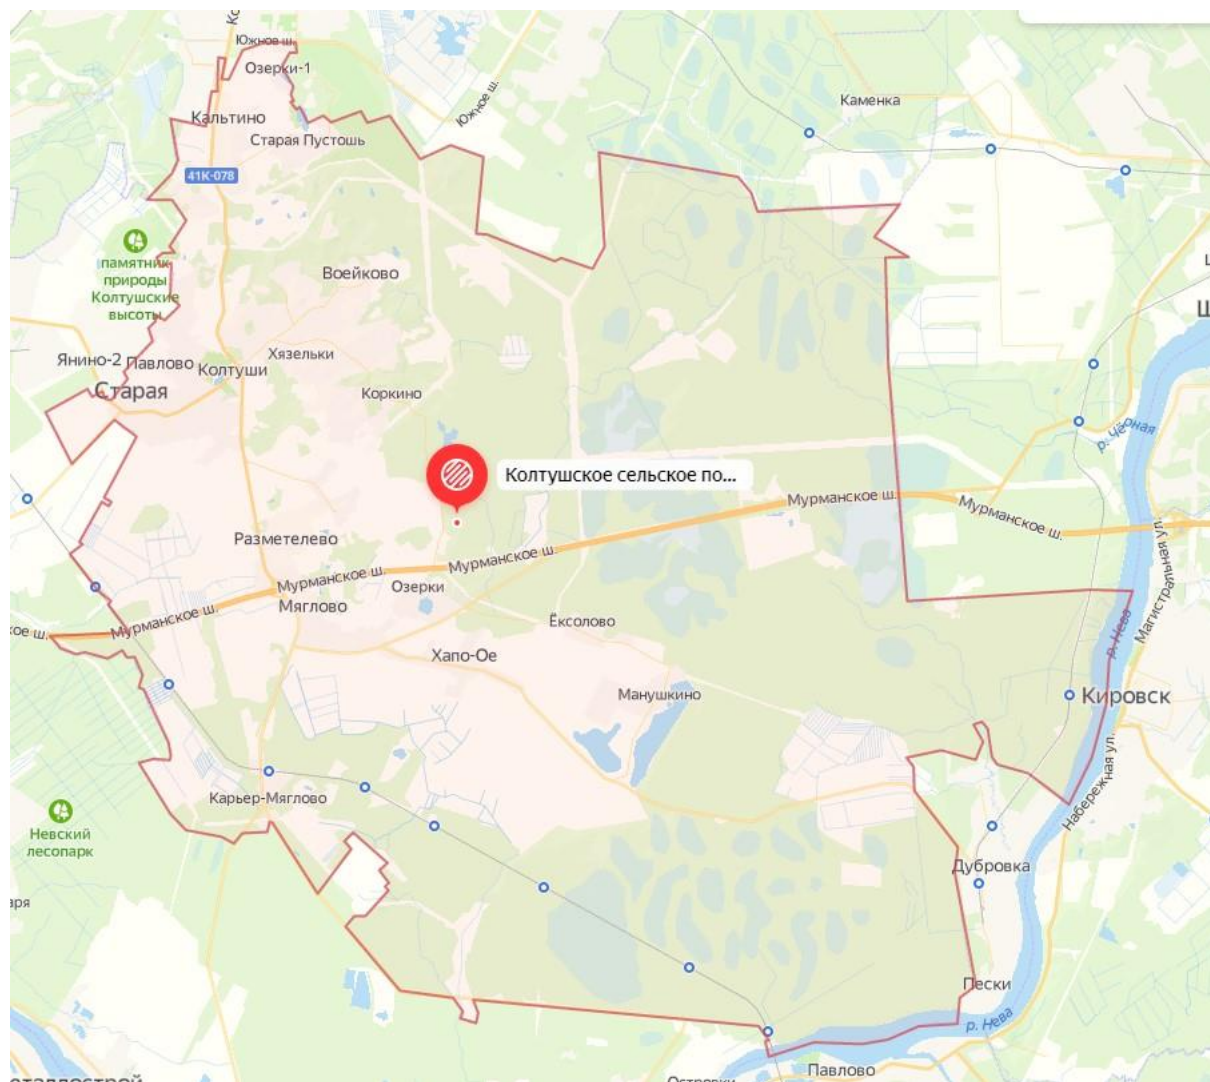 Южное ш.
Озерки-1
Южное ш.
Каменка
Кальтино
Старая Пустошь
41К-078
памятник
природы
Колтушские
высоты
Воейково
Хязельки
Янино-2
Павлово
Колтуши
Старая
Коркино
р. Чёрная
Колтушское сельское по...
Мурманское ш.
Мурманское ш.
Разметелево
Мурманское ш.
Мурманское ш.
Озерки
Мяглово
Мурманское ш.
кое ш.
Магистральная ул
Ёксолово
р. Нева
Хапо-Ое
Манушкино
Кировск
Набережная ул.
Карьер-Мяглово
Невский
лесопарк
Дубровка
Пески
р. Нева
Павлово
Островки